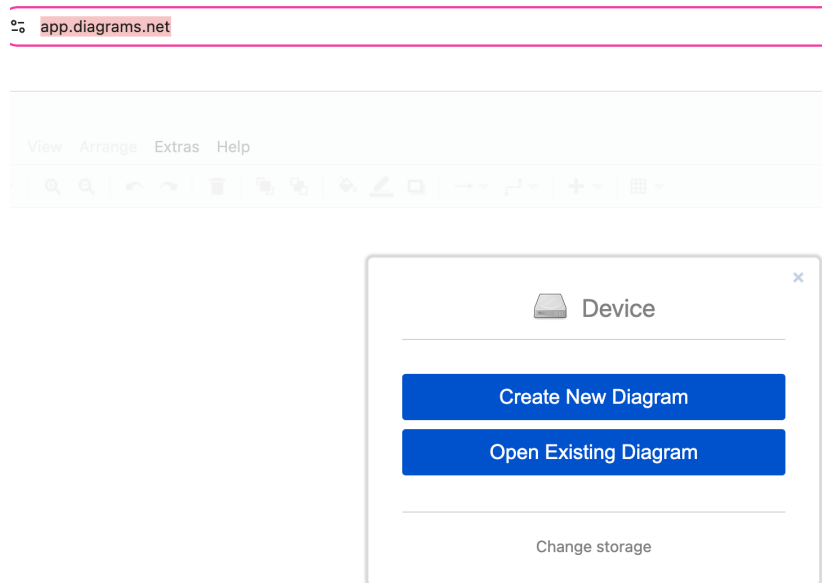 app.diagrams.net
View Arrange Extras Help
×
Device
Create New Diagram
Open Existing Diagram
Change storage